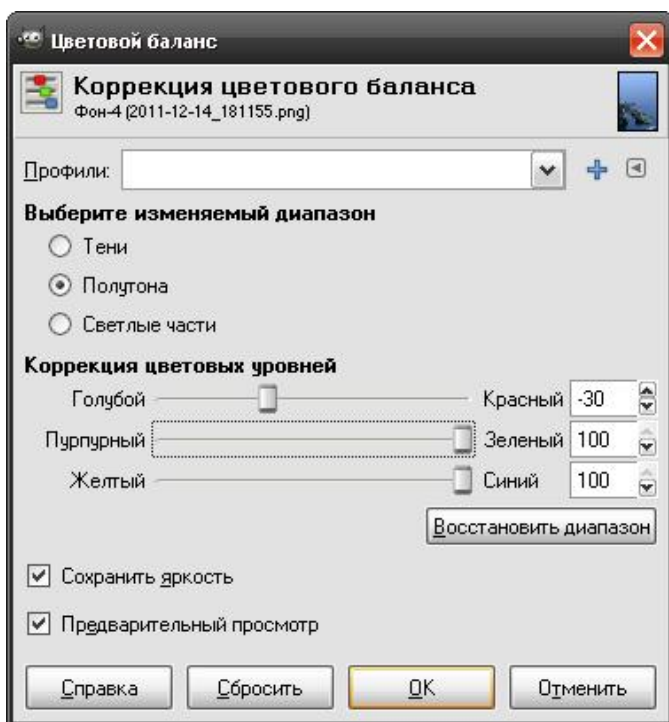 Цветовой баланс
Коррекция цветового баланса
Фон-4 (2011-12-14_181155.png)
Профили:
Выберите изменяемый диапазон
Тени
Полутона
Светлые части
Коррекция цветовых уровней
Голубой Красный -30
Пурпурный Зеленый 100
Желтый Синий 100
Восстановить диапазон
Сохранить яркость
Предварительный просмотр
Справка Сбросить OK Отменить